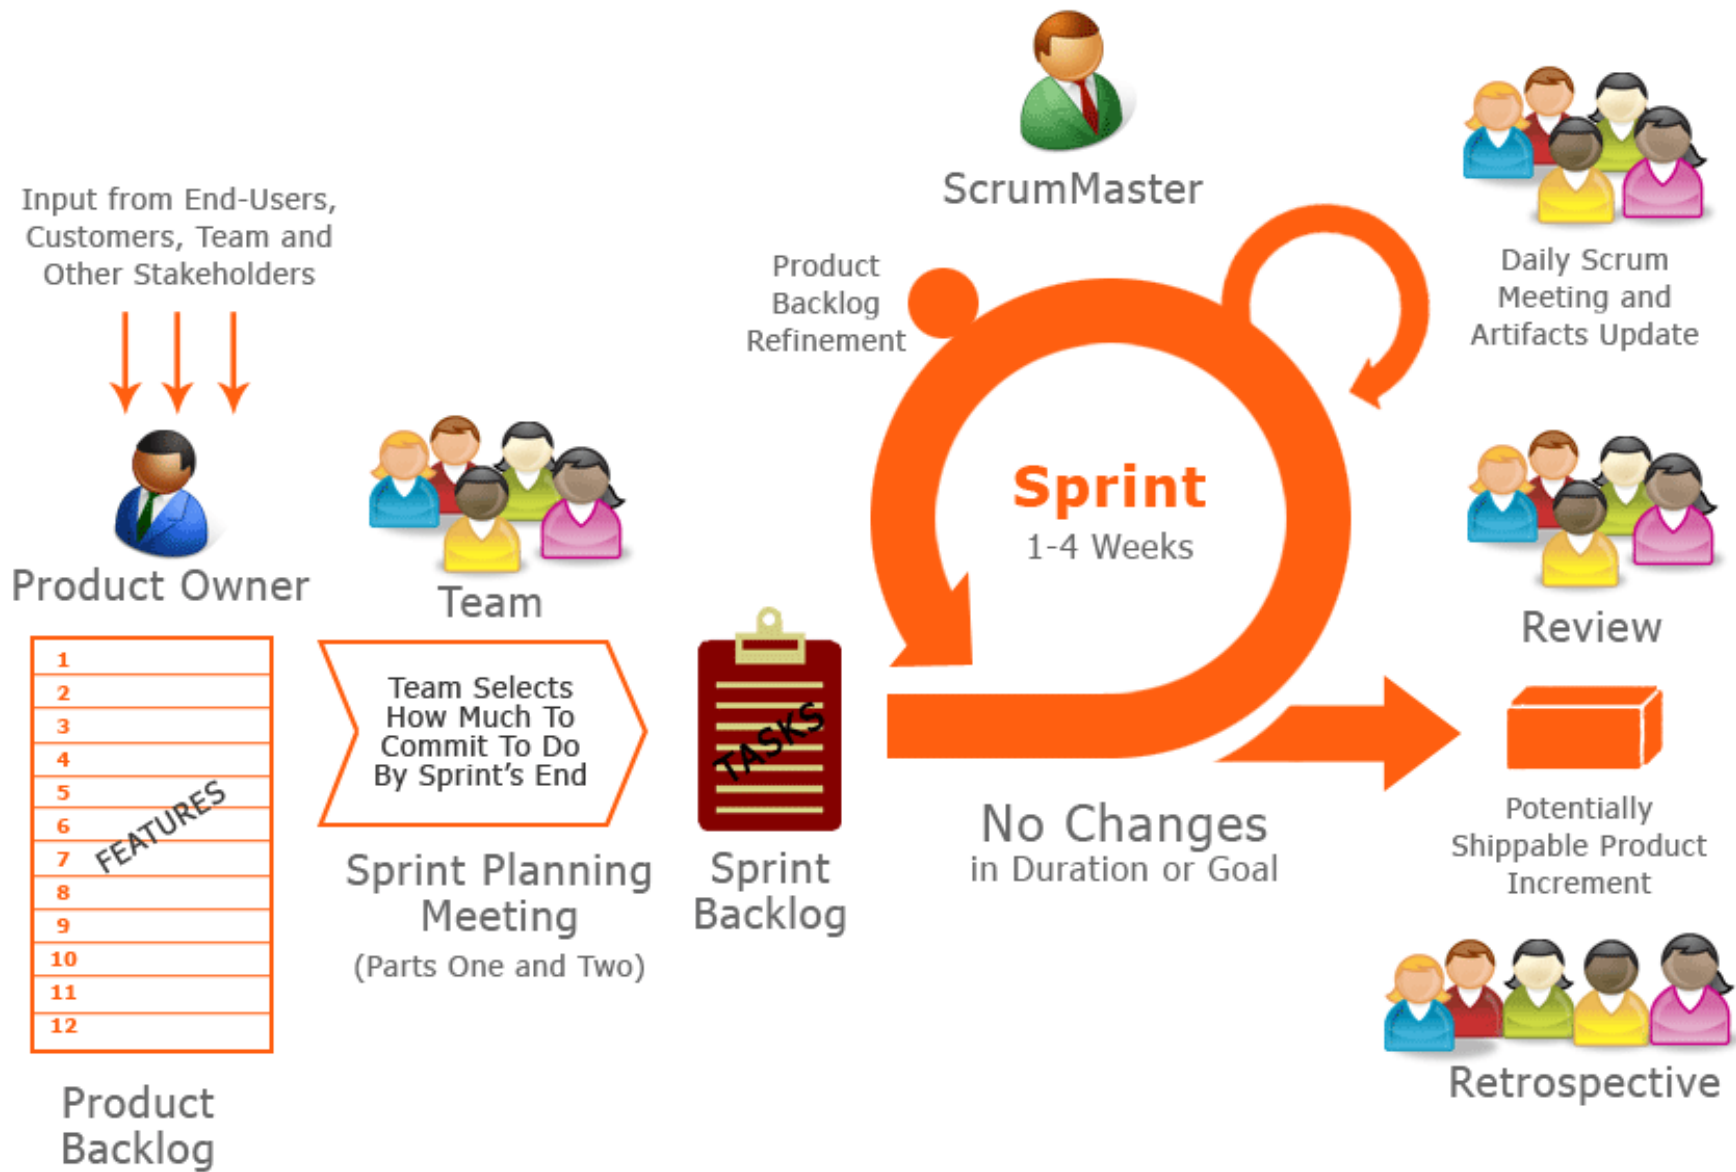 Input from End-Users,
Customers, Team and
Other Stakeholders
Product Owner
1
2
3
4
5
6
7
8
9
10
11
12
FEATURES
Product
Backlog
Team
Team Selects
How Much To
Commit To Do
By Sprint's End
Sprint Planning
Meeting
(Parts One and Two)
TASKS
Sprint
Backlog
ScrumMaster
Product
Backlog
Refinement
Sprint
1-4 Weeks
No Changes
in Duration or Goal
Daily Scrum
Meeting and
Artifacts Update
Review
Potentially
Shippable Product
Increment
Retrospective